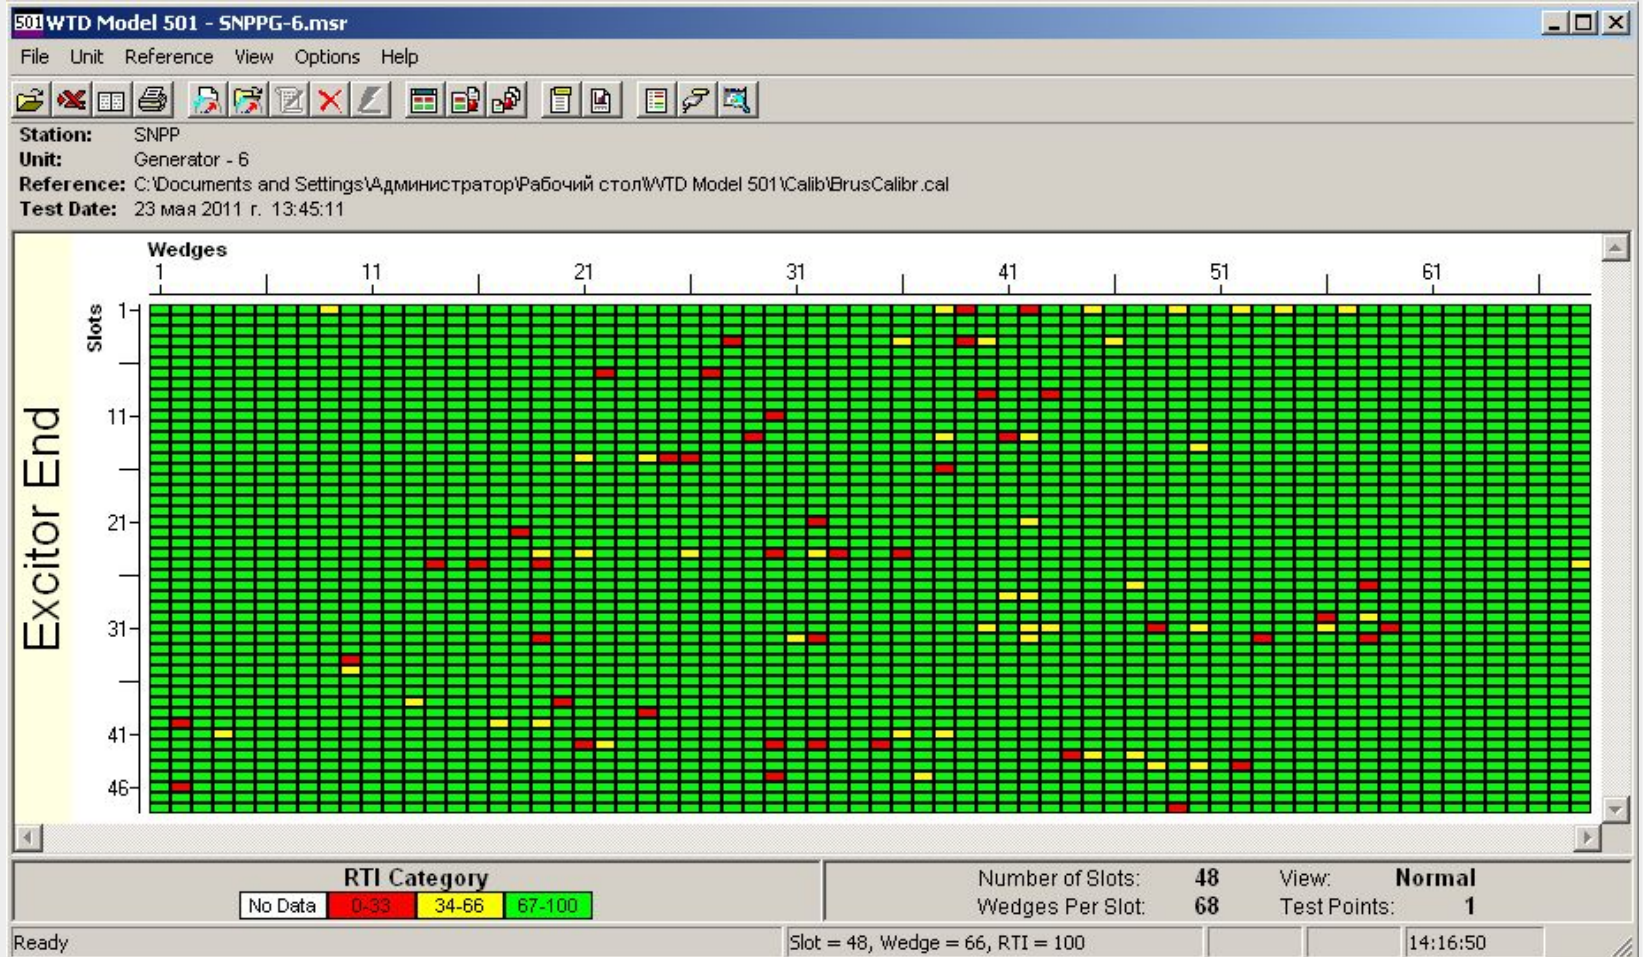 501 WTD Model 501 - SNPPG-6.msr
File Unit Reference View Options Help
Station: SNPP
Unit: Generator - 6
Reference: C:\Documents and Settings\Администратор\Рабочий стол\WTD Model 501\Calib\BrusCalibr.cal
Test Date: 23 мая 2011 г. 13:45:11
Wedges
1 11 21 31 41 51 61
Excitor End
Slots
1
11
21
31
41
46
RTI Category
No Data 0-33 34-66 67-100
Number of Slots: 48 View: Normal
Wedges Per Slot: 68 Test Points: 1
Ready Slot = 48, Wedge = 66, RTI = 100 14:16:50